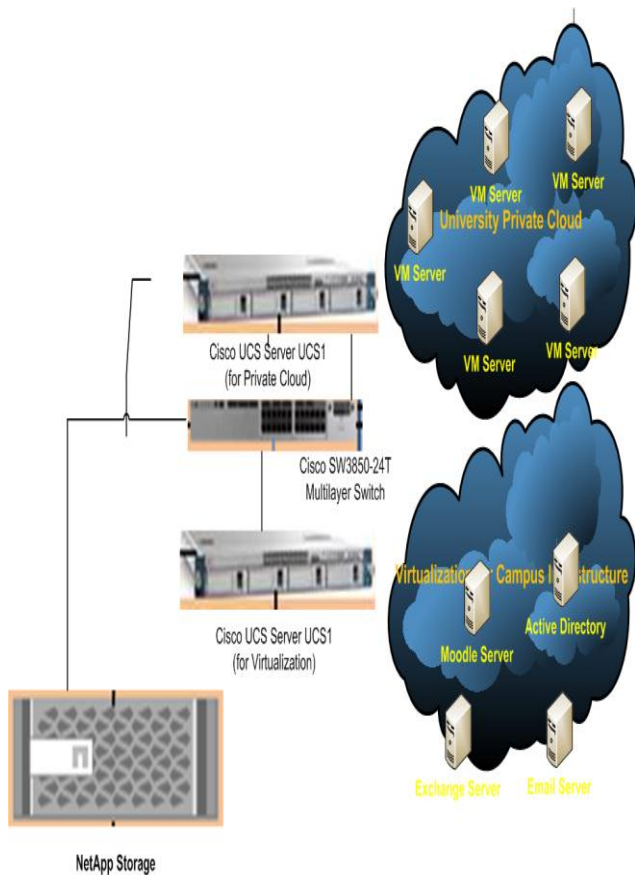 VM Server
VM Server
University Private Cloud
VM Server
VM Server
VM Server
Cisco UCS Server UCS1
(for Private Cloud)
Cisco SW3850-24T
Multilayer Switch
Cisco UCS Server UCS1
(for Virtualization)
Virtualization Campus
Moodle Server
Active Directory
Exchange Server
Email Server
NetApp Storage